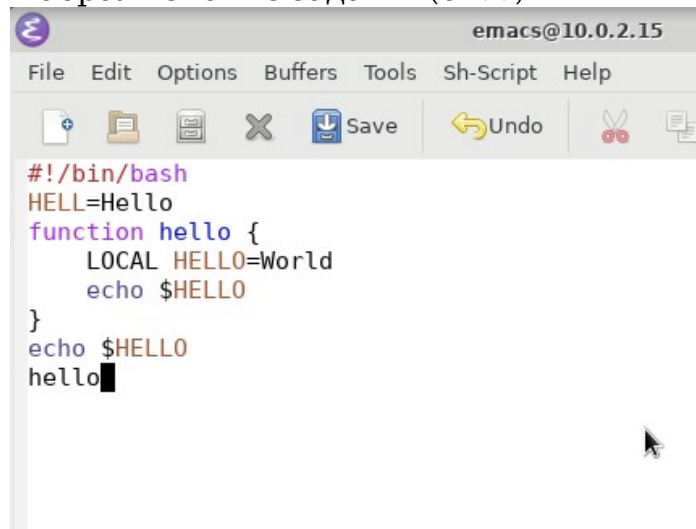 emacs@10.0.2.15
File Edit Options Buffers Tools Sh-Script Help
Save Undo
#!/bin/bash
HELL=Hello
function hello {
LOCAL HELLO=World
echo $HELLO
}
echo $HELLO
hello